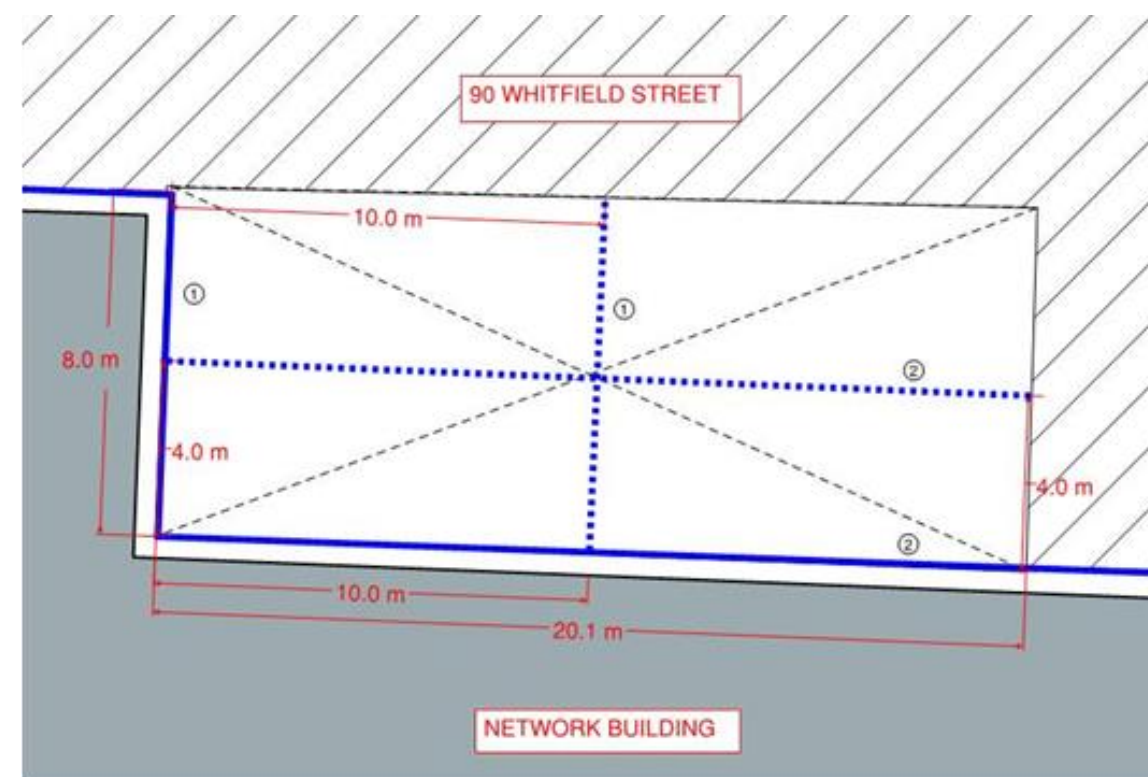 90 WHITFIELD STREET
10.0 m
①
①
8.0 m
②
4.0 m
4.0 m
②
10.0 m
20.1 m
NETWORK BUILDING